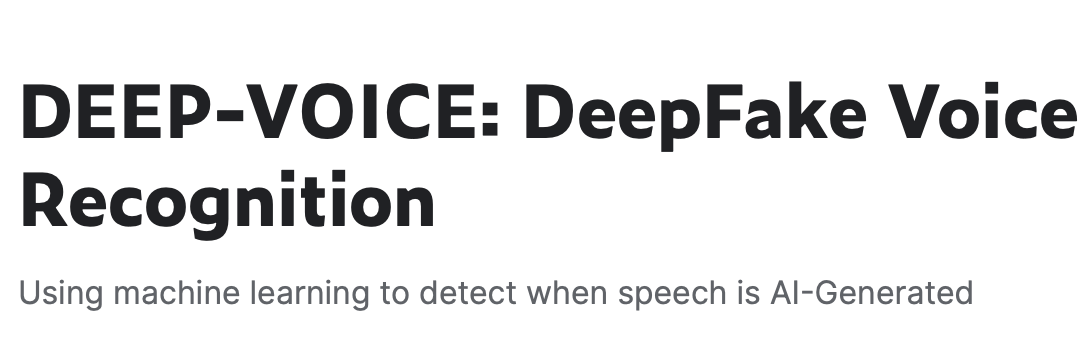 DEEP-VOICE: DeepFake Voice
Recognition
Using machine learning to detect when speech is AI-Generated